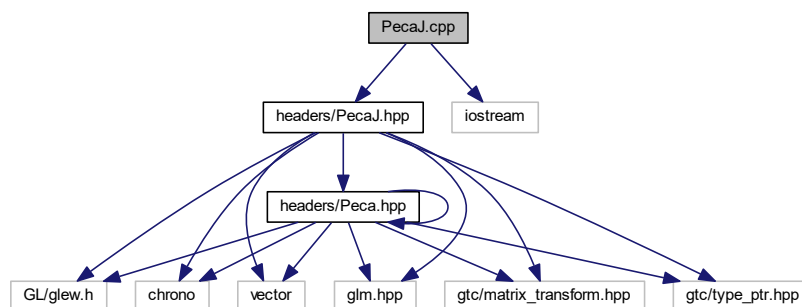 PecaJ.cpp
headers/PecaJ.hpp
iostream
headers/Peca.hpp
GL/glew.h
chrono
vector
glm.hpp
gtc/matrix_transform.hpp
gtc/type_ptr.hpp